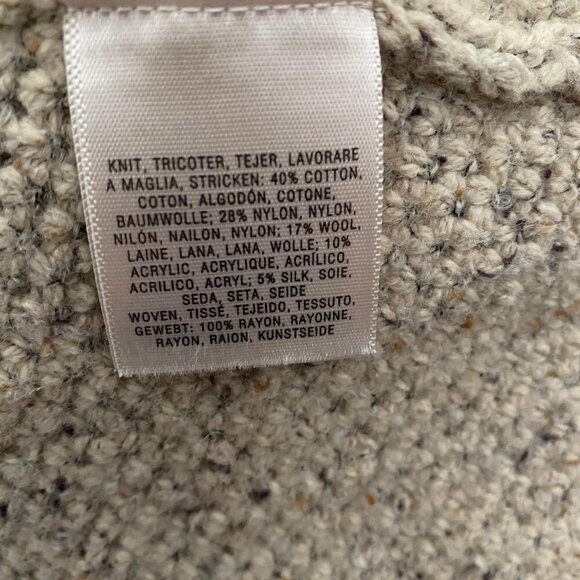 KNIT, TRICOTER, TEJER, LAVORARE
A MAGLIA, STRICKEN: 40% COTTON,
COTON, ALGODÓN, COTONE,
BAUMWOLLE; 28% NYLON, NYLON,
NILÓN, NAILON, NYLON; 17% WOOL,
LAINE, LANA, LANA, WOLLE; 10%
ACRYLIC, ACRYLIQUE, ACRÍLICO,
ACRILICO, ACRYL; 5% SILK, SOIE,
SEDA, SETA, SEIDE
WOVEN, TISSÉ, TEJEIDO, TESSUTO,
GEWEBT: 100% RAYON, RAYONNE,
RAYON, RAION, KUNSTSEIDE